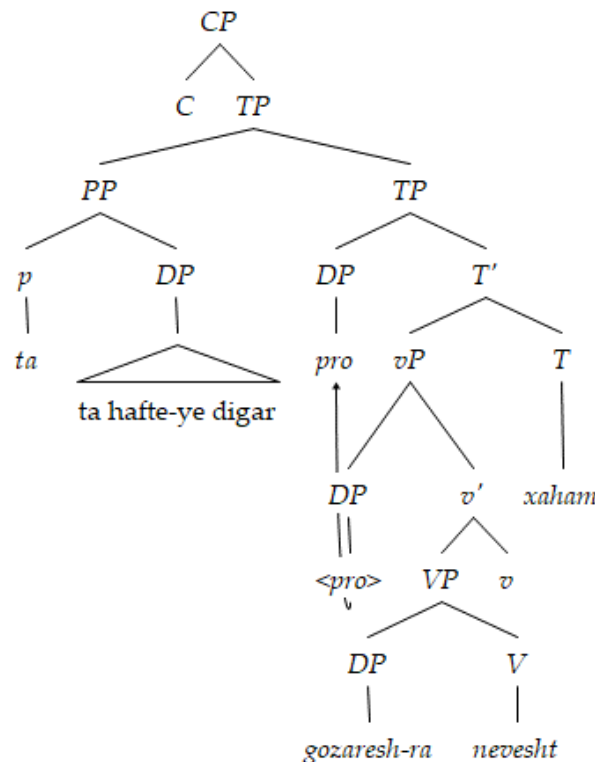 CP
C TP
PP TP
p DP DP T′
ta pro vP T
ta hafte-ye digar
DP v′ xaham
<pro> VP v
DP V
gozaresh-ra nevesht